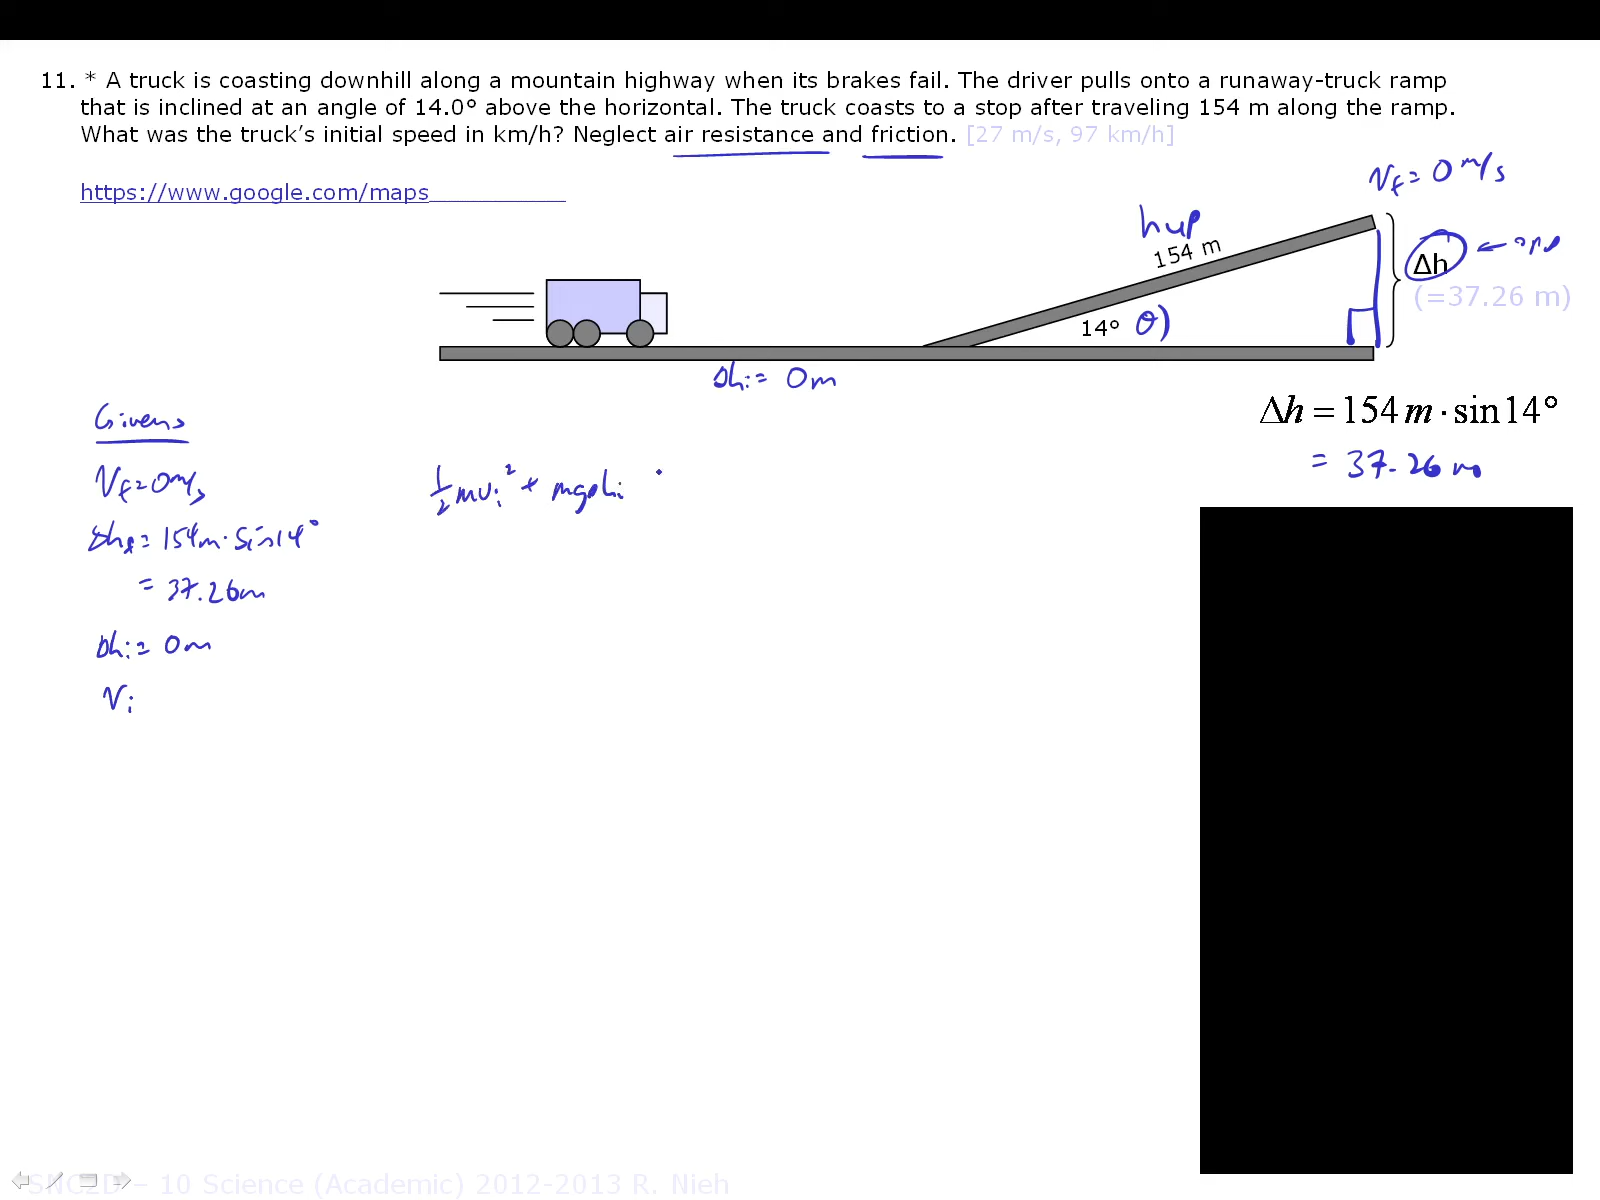 11. * A truck is coasting downhill along a mountain highway when its brakes fail. The driver pulls onto a runaway-truck ramp
that is inclined at an angle of 14.0° above the horizontal. The truck coasts to a stop after traveling 154 m along the ramp.
What was the truck’s initial speed in km/h? Neglect air resistance and friction. [27 m/s, 97 km/h]
https://www.google.com/maps___________
Vf = 0 m/s
hyp
154 m
Δh ← opp
(=37.26 m)
14° θ)
Δhi = 0m
Δh = 154 m · sin 14°
= 37.26 m
Givens
Vf = 0 m/s
½mvi² + mgΔhi
Δhf = 154m · sin 14°
= 37.26m
Δhi = 0m
Vi
SNC2D – 10 Science (Academic) 2012-2013 R. Nieh